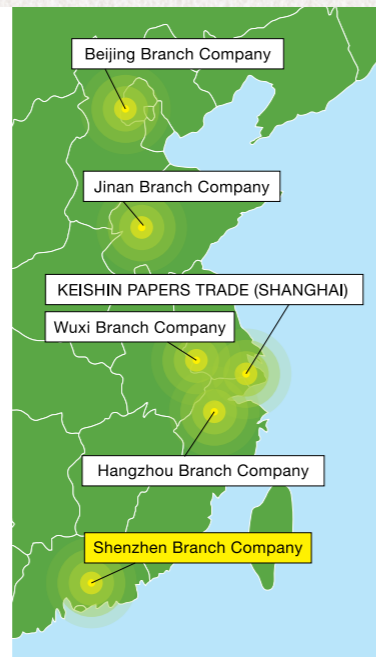 Beijing Branch Company
Jinan Branch Company
KEISHIN PAPERS TRADE (SHANGHAI)
Wuxi Branch Company
Hangzhou Branch Company
Shenzhen Branch Company